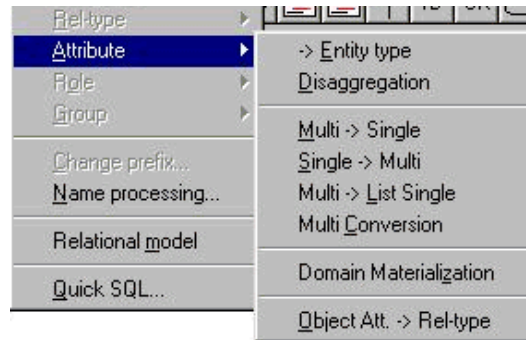 Rel-type
Attribute
Role
Group
Change prefix...
Name processing...
Relational model
Quick SQL...
-> Entity type
Disaggregation
Multi -> Single
Single -> Multi
Multi -> List Single
Multi Conversion
Domain Materialization
Object Att. -> Rel-type